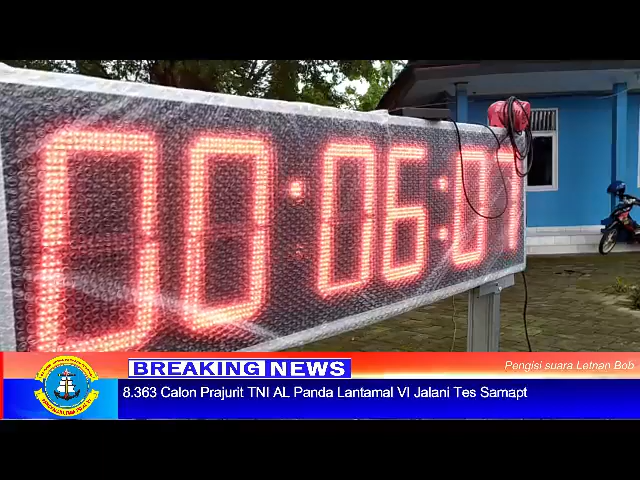 00:06:07
BREAKING NEWS
Pengisi suara Letnan Bob
8.363 Calon Prajurit TNI AL Panda Lantamal VI Jalani Tes Samapt